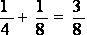 1/4 + 1/8 = 3/8